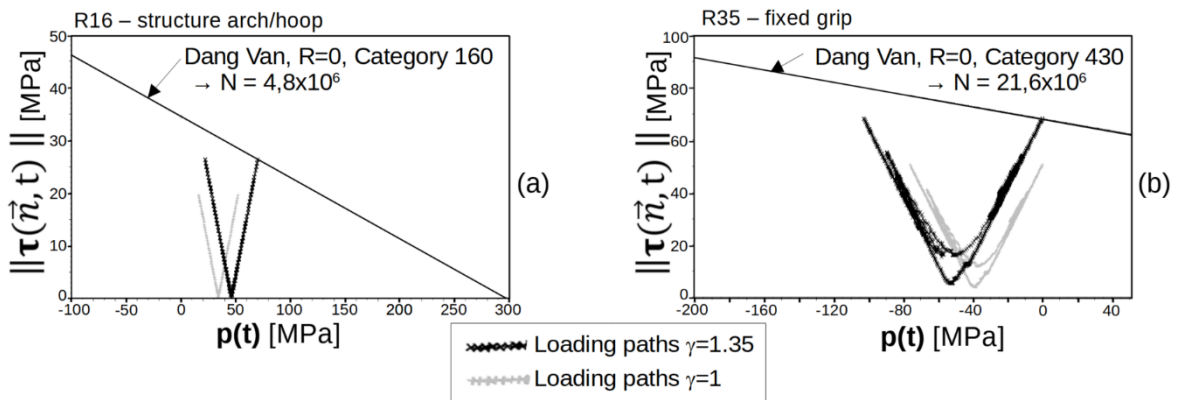 R16 – structure arch/hoop
50
40
30
20
10
0
-100
-50
0
50
100
150
200
250
300
Dang Van, R=0, Category 160
→ N = 4,8x10⁶
‖𝛕(n⃗, t) ‖ [MPa]
p(t) [MPa]
(a)
R35 – fixed grip
100
80
60
40
20
0
-200
-160
-120
-80
-40
0
40
Dang Van, R=0, Category 430
→ N = 21,6x10⁶
‖𝛕(n⃗, t) ‖ [MPa]
p(t) [MPa]
(b)
Loading paths γ=1.35
Loading paths γ=1